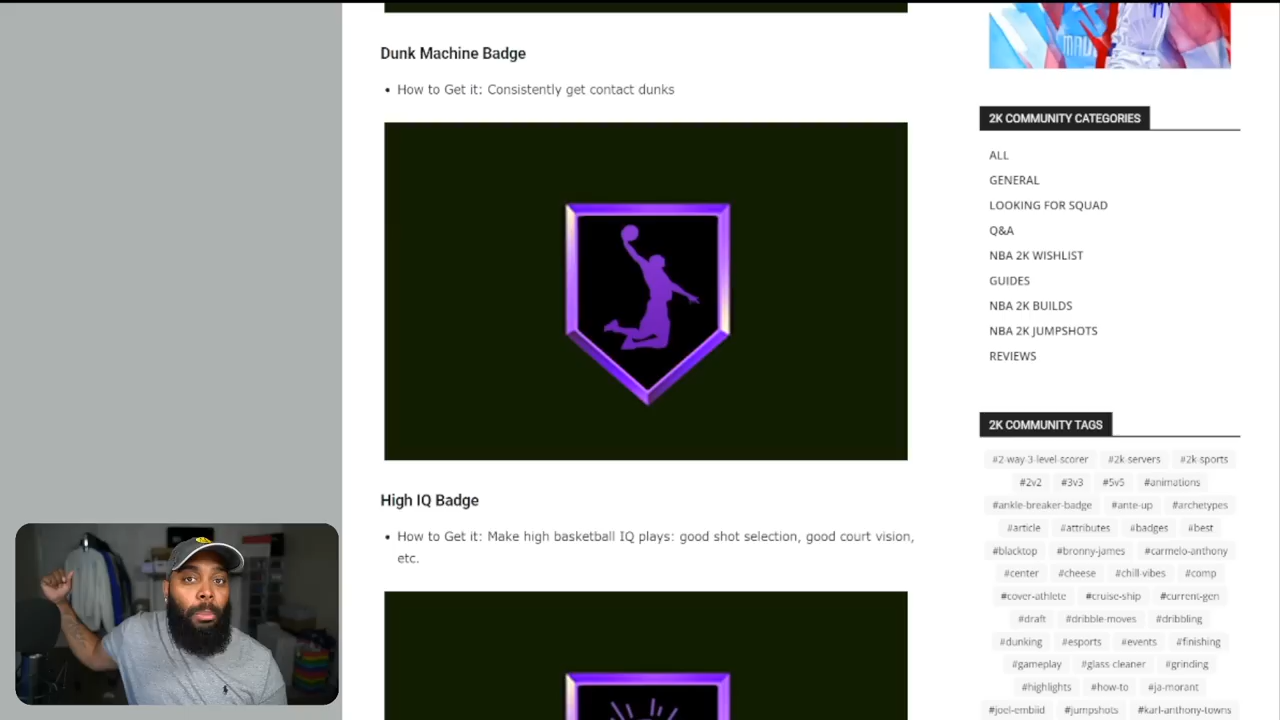 Dunk Machine Badge
• How to Get it: Consistently get contact dunks
High IQ Badge
• How to Get it: Make high basketball IQ plays: good shot selection, good court vision,
etc.
2K COMMUNITY CATEGORIES
ALL
GENERAL
LOOKING FOR SQUAD
Q&A
NBA 2K WISHLIST
GUIDES
NBA 2K BUILDS
NBA 2K JUMPSHOTS
REVIEWS
2K COMMUNITY TAGS
#2-way-3-level-scorer #2k-servers #2k-sports
#2v2 #3v3 #5v5 #animations
#ankle-breaker-badge #ante-up #archetypes
#article #attributes #badges #best
#blacktop #bronny-james #carmelo-anthony
#center #cheese #chill-vibes #comp
#cover-athlete #cruise-ship #current-gen
#draft #dribble-moves #dribbling
#dunking #esports #events #finishing
#gameplay #glass cleaner #grinding
#highlights #how-to #ja-morant
#joel-embiid #jumpshots #karl-anthony-towns